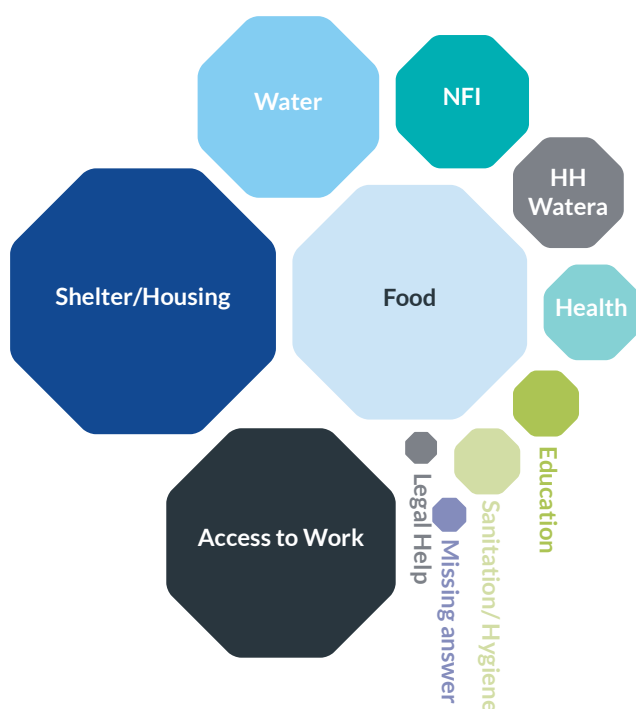 Water
NFI
HH
Watera
Shelter/Housing
Food
Health
Education
Legal Help
Sanitation/ Hygiene
Missing answer
Access to Work